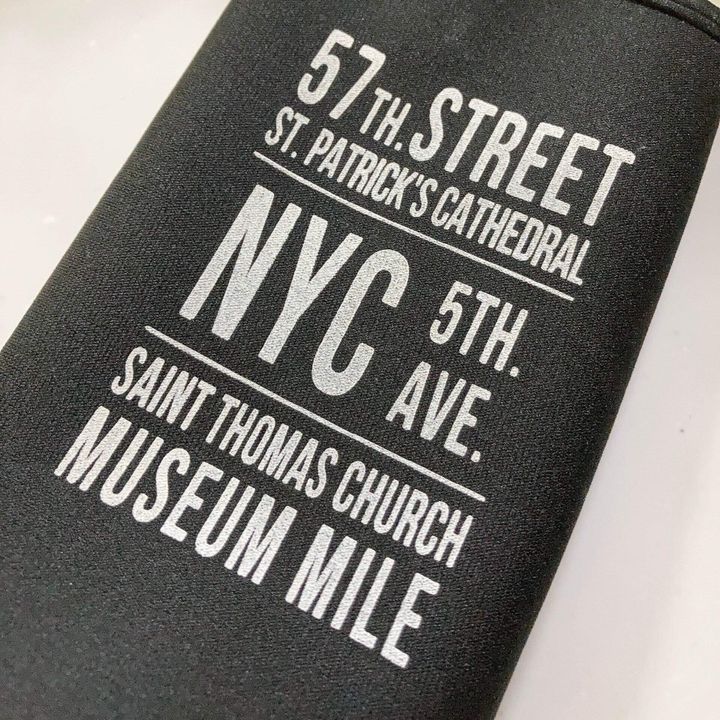 57TH. STREET
ST. PATRICK'S CATHEDRAL
NYC 5TH.
AVE.
SAINT THOMAS CHURCH
MUSEUM MILE